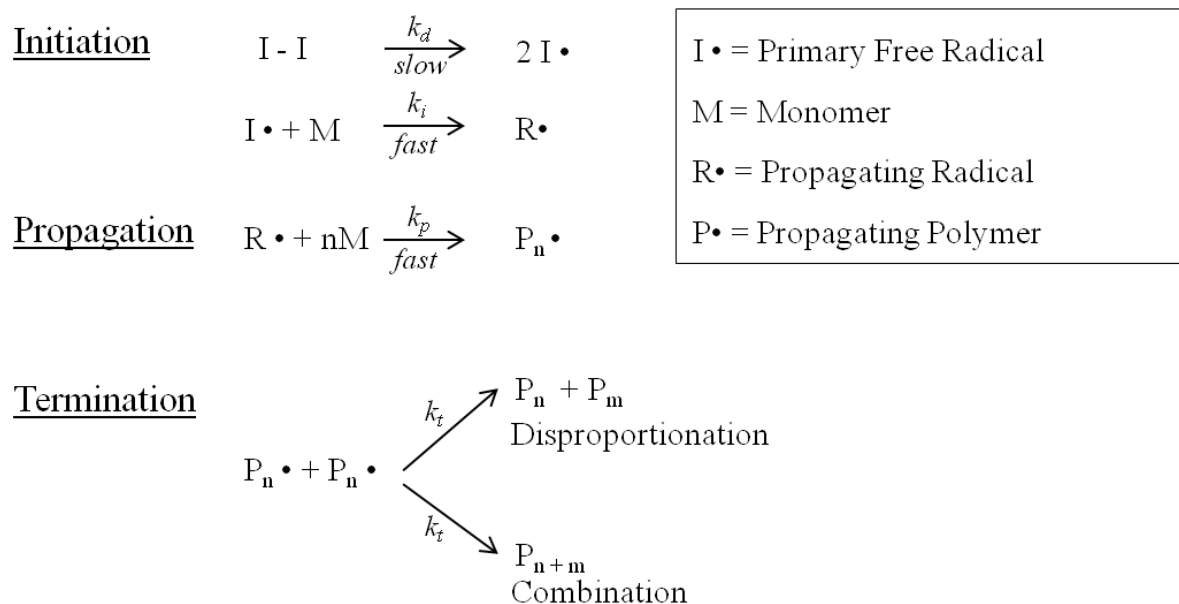 Initiation
I - I k_d slow 2 I •
I • + M k_i fast R•
Propagation
R • + nM k_p fast P_n •
Termination
P_n • + P_n •
k_t P_n + P_m
Disproportionation
k_t P_n+m
Combination
I • = Primary Free Radical
M = Monomer
R• = Propagating Radical
P• = Propagating Polymer